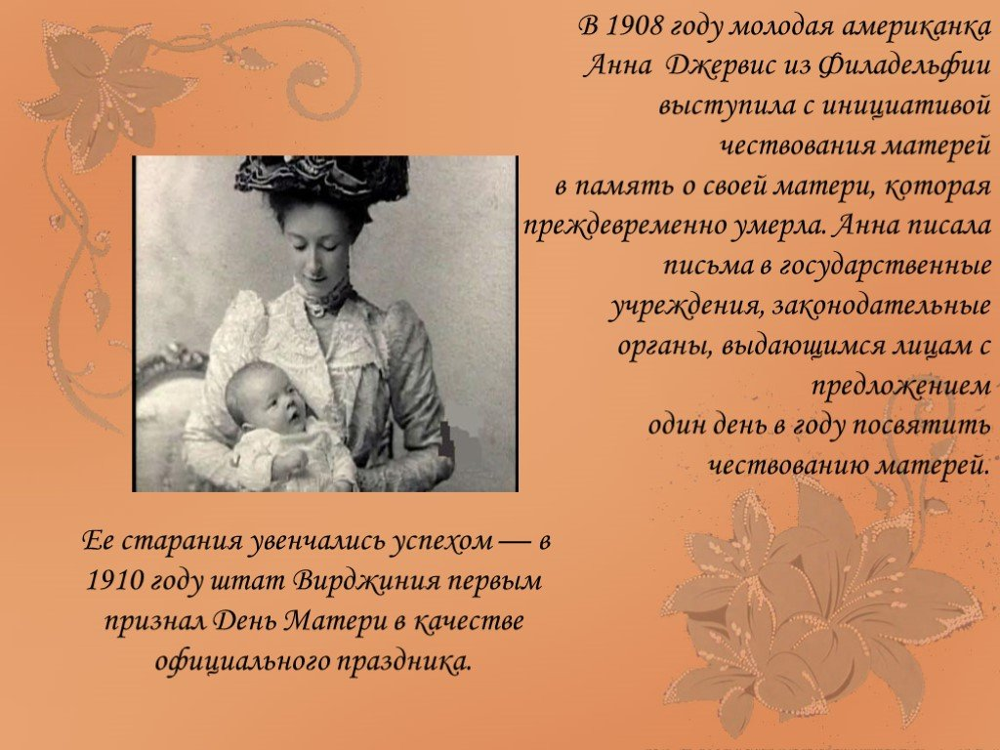 В 1908 году молодая американка
Анна Джервис из Филадельфии
выступила с инициативой
чествования матерей
в память о своей матери, которая
преждевременно умерла. Анна писала
письма в государственные
учреждения, законодательные
органы, выдающимся лицам с
предложением
один день в году посвятить
чествованию матерей.
Ее старания увенчались успехом — в
1910 году штат Вирджиния первым
признал День Матери в качестве
официального праздника.